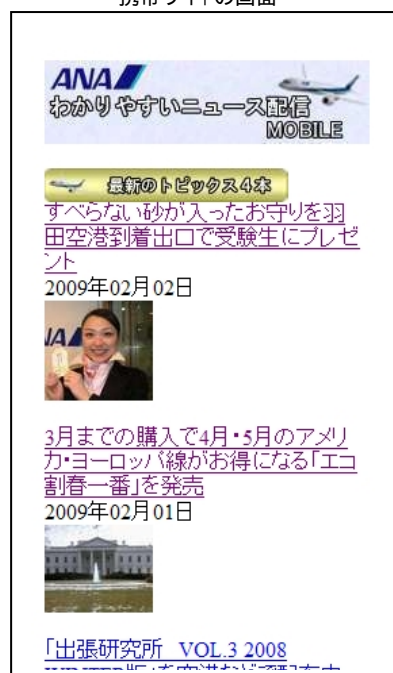 携帯サイトの画面
ANA
わかりやすいニュース配信
MOBILE
最新のトピックス4本
すべらない砂が入ったお守りを羽
田空港到着出口で受験生にプレゼ
ント
2009年02月02日
3月までの購入で4月・5月のアメリ
カ・ヨーロッパ線がお得になる「エコ
割春一番」を発売
2009年02月01日
「出張研究所 VOL.3 2008